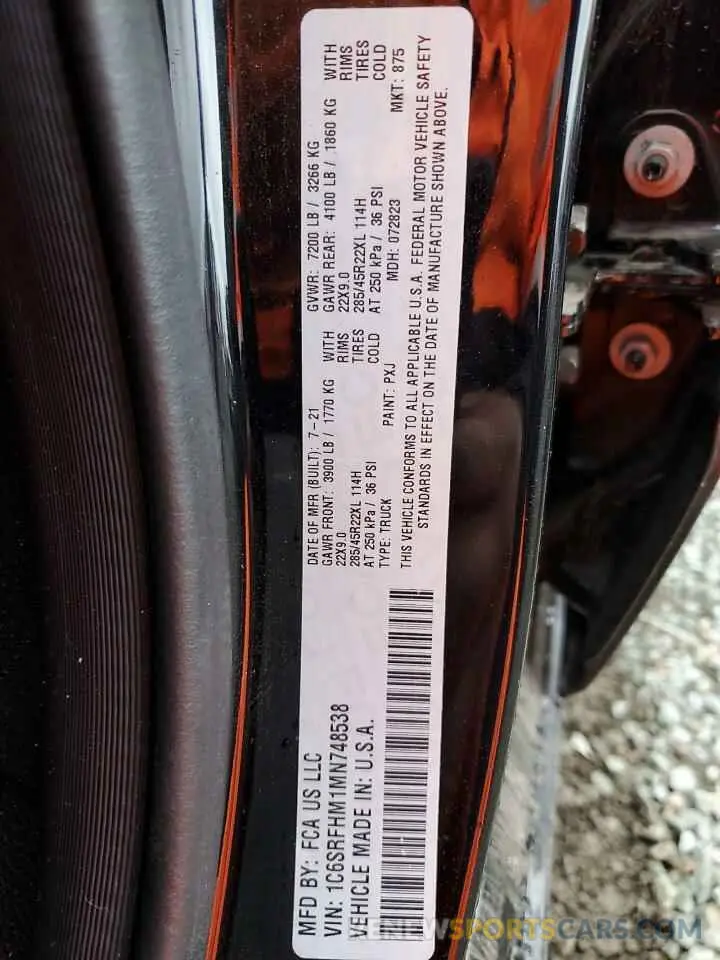 MFD BY: FCA US LLC
VIN: 1C6SRFHM1MN748538
VEHICLE MADE IN: U.S.A.
DATE OF MFR (BUILT): 7-21
GVWR: 7200 LB / 3266 KG
GAWR FRONT: 3900 LB / 1770 KG WITH
22X9.0 RIMS
285/45R22XL 114H TIRES
AT 250 kPa / 36 PSI COLD
GAWR REAR: 4100 LB / 1860 KG WITH
22X9.0 RIMS
285/45R22XL 114H TIRES
AT 250 kPa / 36 PSI COLD
TYPE: TRUCK PAINT: PXJ MDH: 072823 MKT: 875
THIS VEHICLE CONFORMS TO ALL APPLICABLE U.S.A. FEDERAL MOTOR VEHICLE SAFETY
STANDARDS IN EFFECT ON THE DATE OF MANUFACTURE SHOWN ABOVE.
RENEWSPORTSCARS.COM